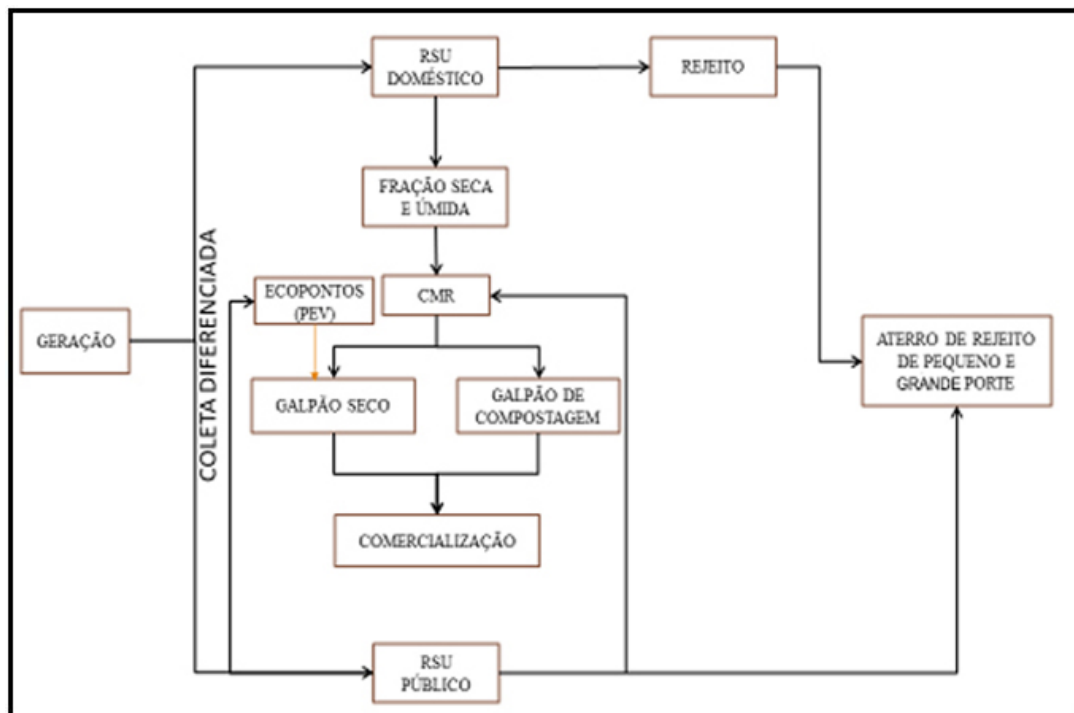 RSU
DOMÉSTICO
REJEITO
FRAÇÃO SECA
E ÚMIDA
COLETA DIFERENCIADA
ECOPONTOS
(PEV)
CMR
GERAÇÃO
ATERRO DE REJEITO
DE PEQUENO E
GRANDE PORTE
GALPÃO SECO
GALPÃO DE
COMPOSTAGEM
COMERCIALIZAÇÃO
RSU
PÚBLICO